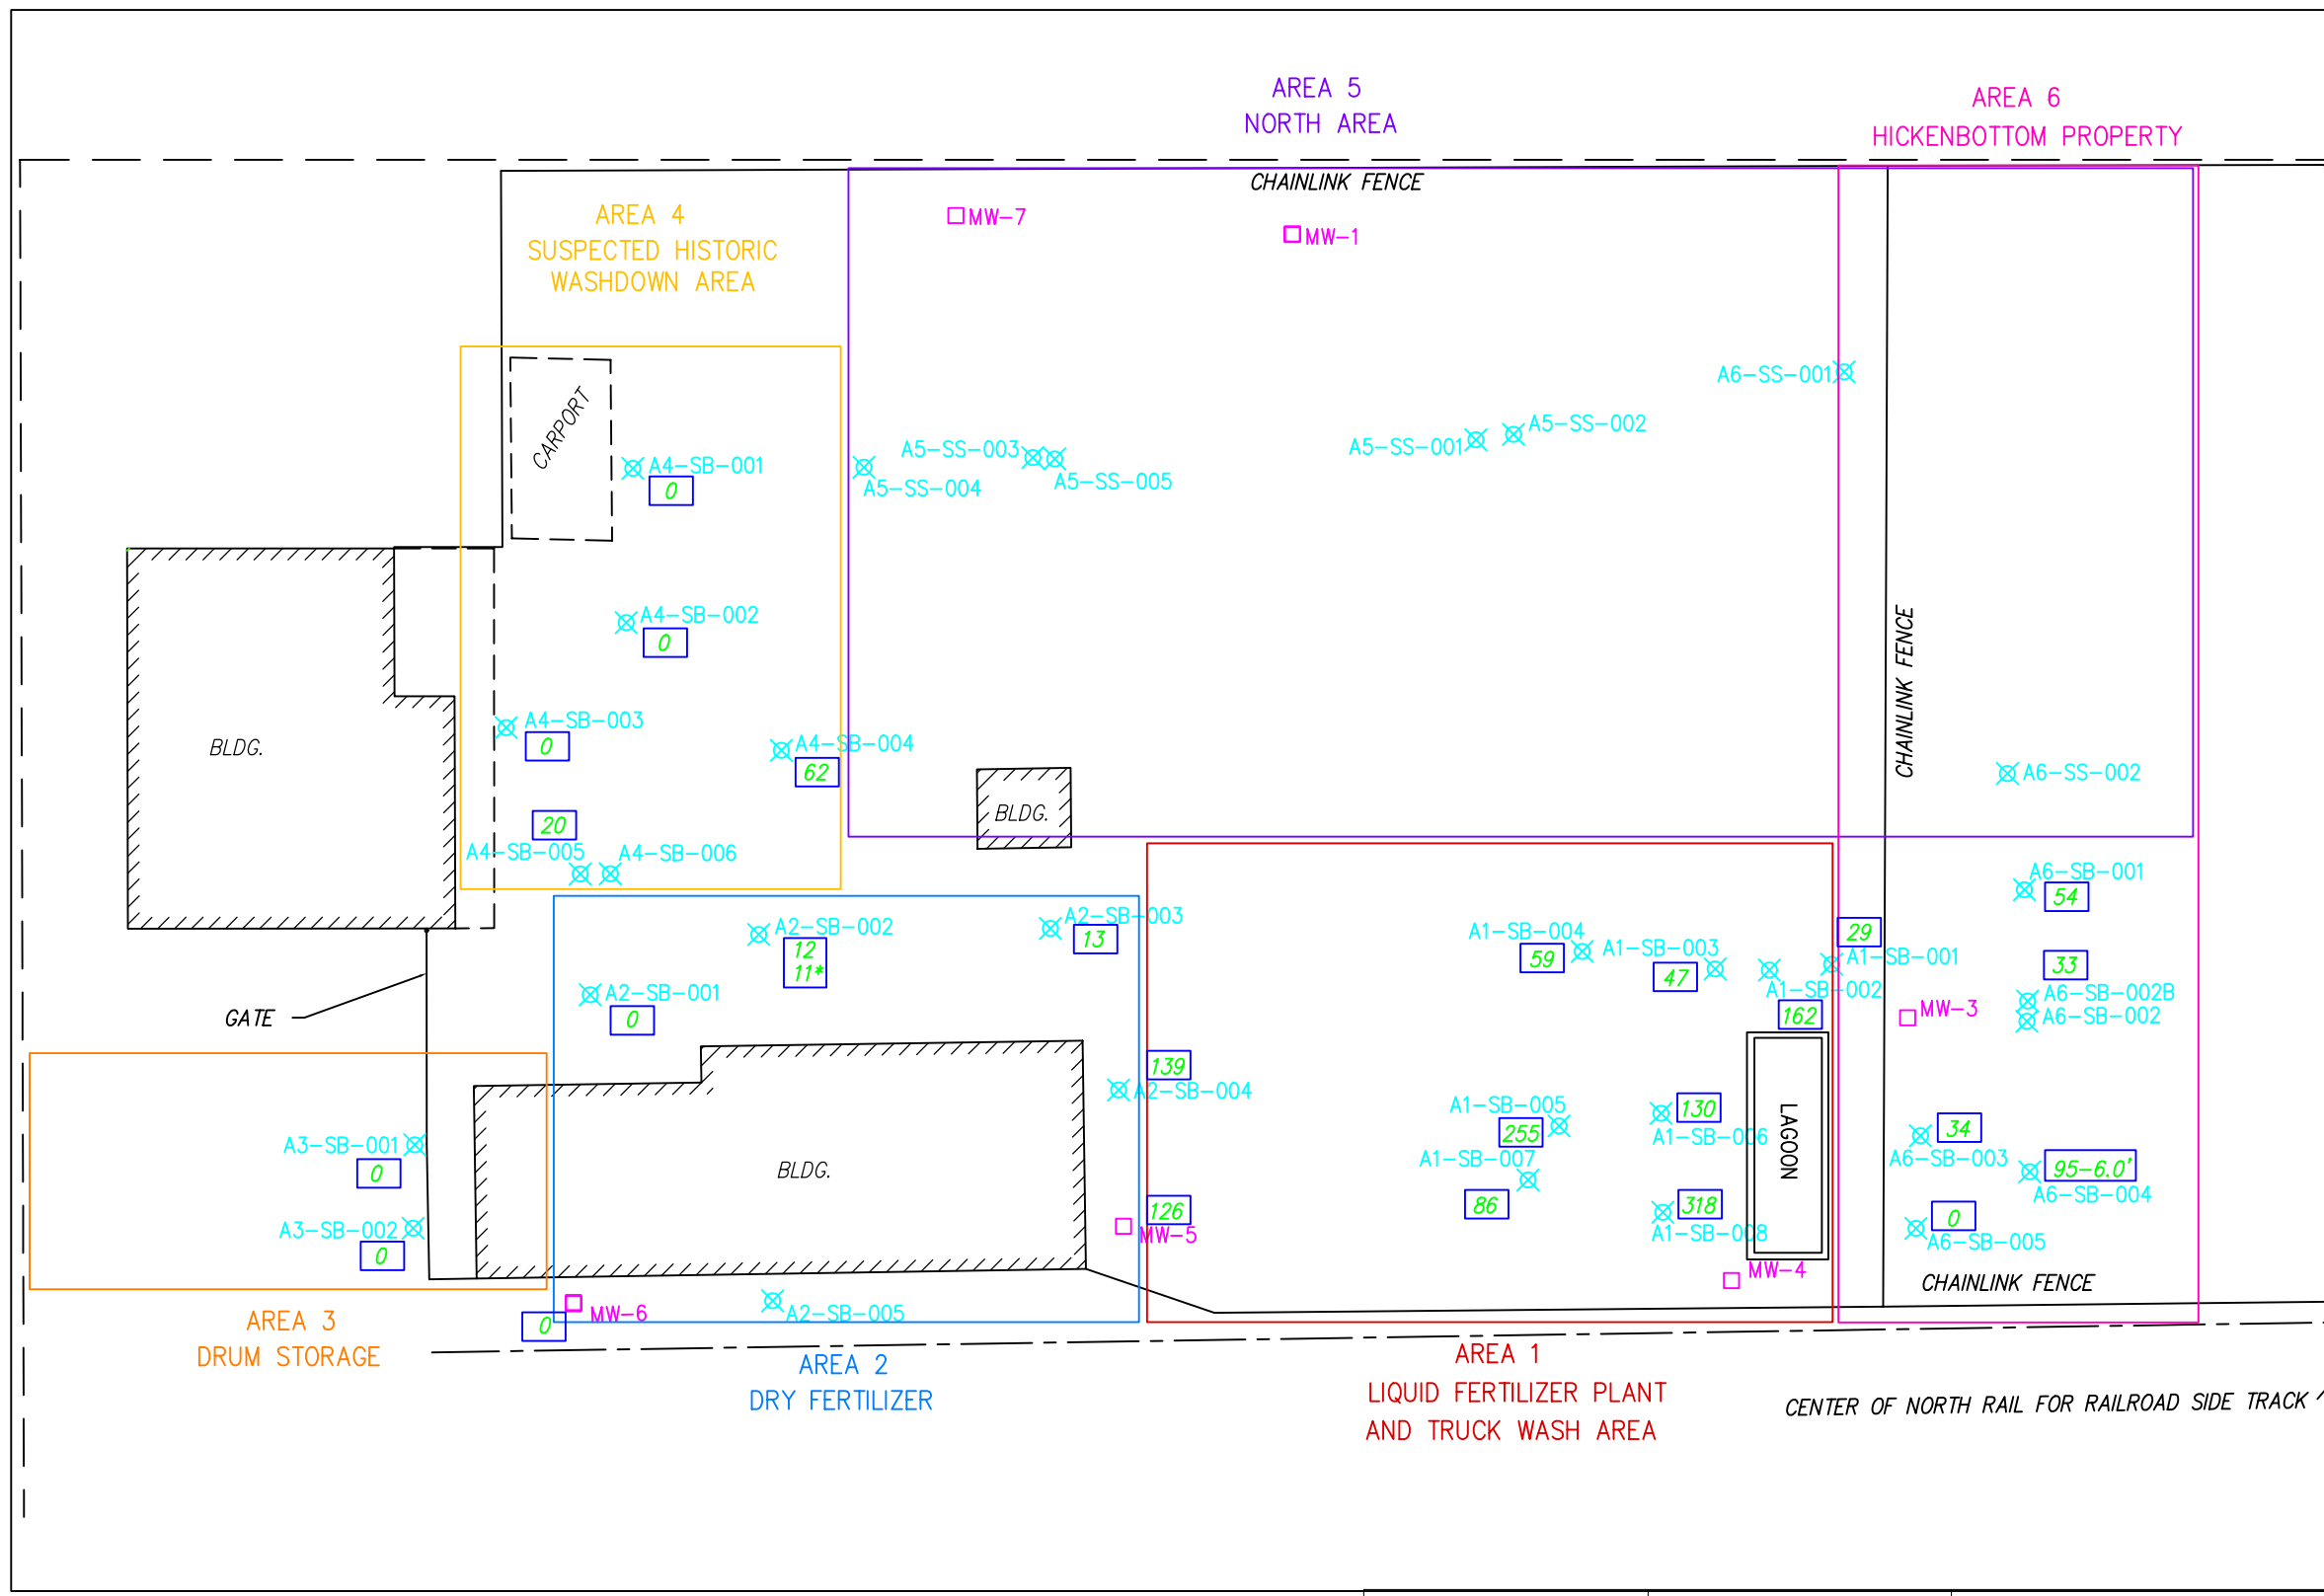 AREA 5
NORTH AREA
AREA 6
HICKENBOTTOM PROPERTY
CHAINLINK FENCE
AREA 4
SUSPECTED HISTORIC
WASHDOWN AREA
MW-7
MW-1
CARPORT
A6-SS-001
A5-SS-002
A5-SS-001
A5-SS-003
A5-SS-005
A5-SS-004
A4-SB-001
0
A4-SB-002
0
CHAINLINK FENCE
A4-SB-003
0
A4-SB-004
62
BLDG.
BLDG.
A6-SS-002
20
A4-SB-005
A4-SB-006
A6-SB-001
54
A2-SB-002
12
11*
A2-SB-003
13
A1-SB-004
59
A1-SB-003
47
29
A1-SB-001
A1-SB-002
162
33
A6-SB-002B
A6-SB-002
MW-3
A2-SB-001
0
GATE
139
A2-SB-004
A1-SB-005
255
130
A1-SB-006
LAGOON
34
A6-SB-003
95-6.0'
A6-SB-004
A3-SB-001
0
BLDG.
A1-SB-007
86
318
A1-SB-008
126
MW-5
0
A6-SB-005
A3-SB-002
0
MW-4
CHAINLINK FENCE
0
MW-6
A2-SB-005
AREA 3
DRUM STORAGE
AREA 2
DRY FERTILIZER
AREA 1
LIQUID FERTILIZER PLANT
AND TRUCK WASH AREA
CENTER OF NORTH RAIL FOR RAILROAD SIDE TRACK